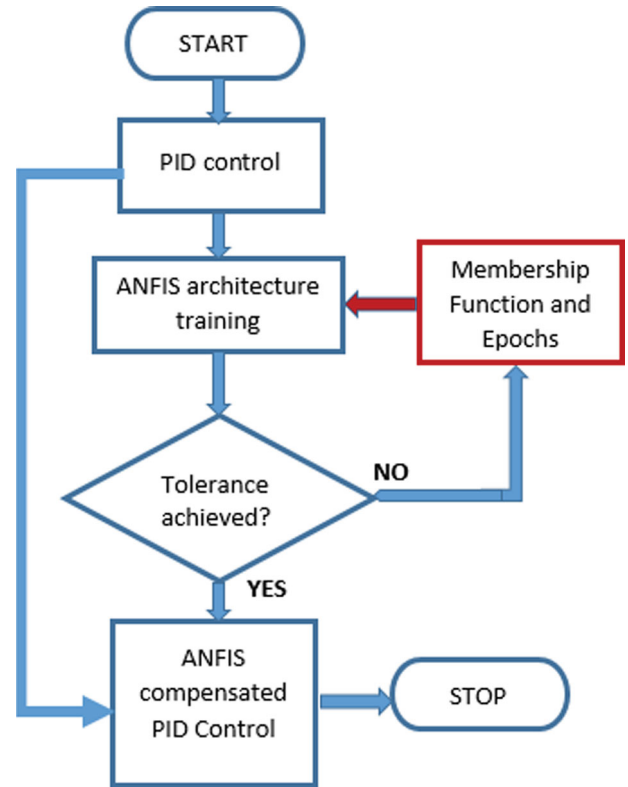 START
PID control
ANFIS architecture
training
Membership
Function and
Epochs
Tolerance
achieved?
NO
YES
ANFIS
compensated
PID Control
STOP